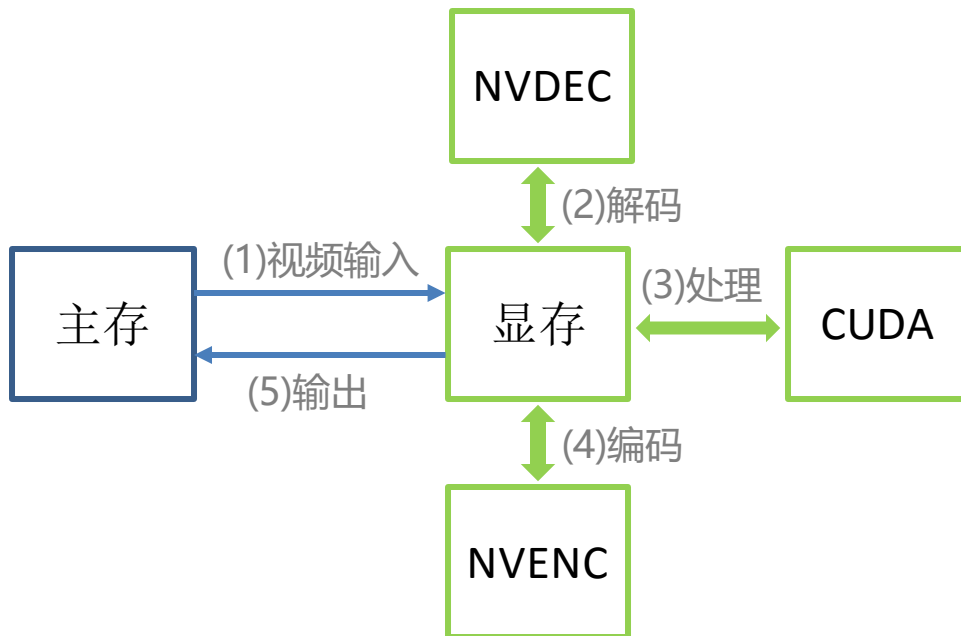 NVDEC
(2)解码
(1)视频输入
(3)处理
主存
显存
CUDA
(5)输出
(4)编码
NVENC